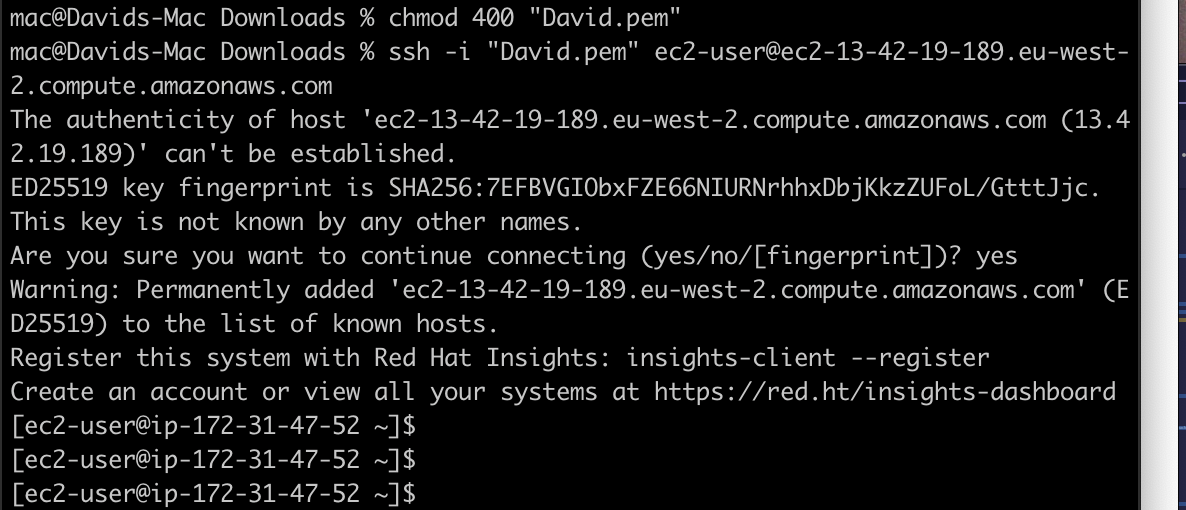 mac@Davids-Mac Downloads % chmod 400 "David.pem"
mac@Davids-Mac Downloads % ssh -i "David.pem" ec2-user@ec2-13-42-19-189.eu-west-
2.compute.amazonaws.com
The authenticity of host 'ec2-13-42-19-189.eu-west-2.compute.amazonaws.com (13.4
2.19.189)' can't be established.
ED25519 key fingerprint is SHA256:7EFBVGIObxFZE66NIURNrhhxDbjKkzZUFoL/GtttJjc.
This key is not known by any other names.
Are you sure you want to continue connecting (yes/no/[fingerprint])? yes
Warning: Permanently added 'ec2-13-42-19-189.eu-west-2.compute.amazonaws.com' (E
D25519) to the list of known hosts.
Register this system with Red Hat Insights: insights-client --register
Create an account or view all your systems at https://red.ht/insights-dashboard
[ec2-user@ip-172-31-47-52 ~]$
[ec2-user@ip-172-31-47-52 ~]$
[ec2-user@ip-172-31-47-52 ~]$